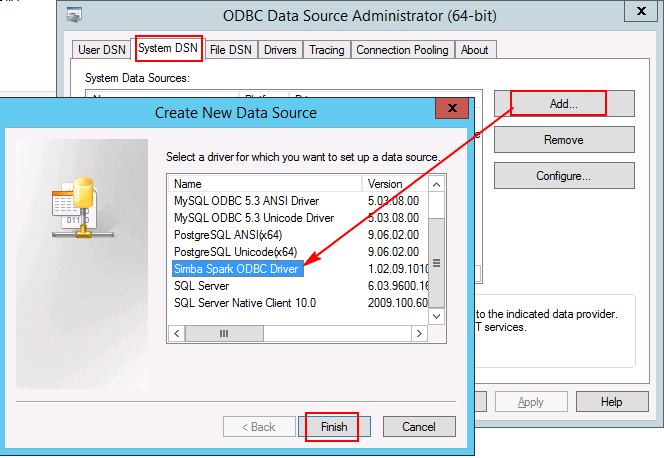 ODBC Data Source Administrator (64-bit)
X
User DSN System DSN File DSN Drivers Tracing Connection Pooling About
System Data Sources:
Add...
Remove
Configure...
Create New Data Source
X
Select a driver for which you want to set up a data source.
Name Version
MySQL ODBC 5.3 ANSI Driver 5.03.08.00
MySQL ODBC 5.3 Unicode Driver 5.03.08.00
PostgreSQL ANSI(x64) 9.06.02.00
PostgreSQL Unicode(x64) 9.06.02.00
Simba Spark ODBC Driver 1.02.09.1010
SQL Server 6.03.9600.16
SQL Server Native Client 10.0 2009.100.60
to the indicated data provider.
T services.
< Back Finish Cancel
Apply Help